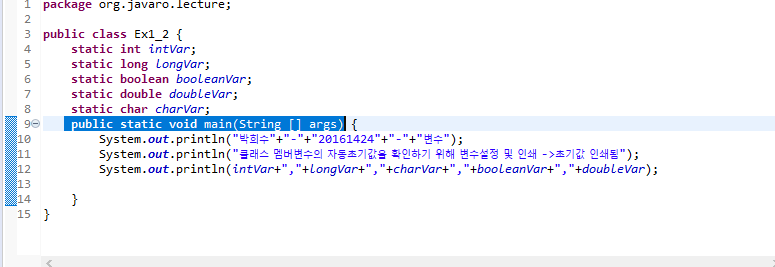 1 package org.javaro.lecture;
2
3 public class Ex1_2 {
4 static int intVar;
5 static long longVar;
6 static boolean booleanVar;
7 static double doubleVar;
8 static char charVar;
9 public static void main(String [] args) {
10 System.out.println("박희수"+"-"+"20161424"+"-"+"변수");
11 System.out.println("클래스 멤버변수의 자동초기값을 확인하기 위해 변수설정 및 인쇄 ->초기값 인쇄됨");
12 System.out.println(intVar+","+longVar+","+charVar+","+booleanVar+","+doubleVar);
13
14 }
15 }